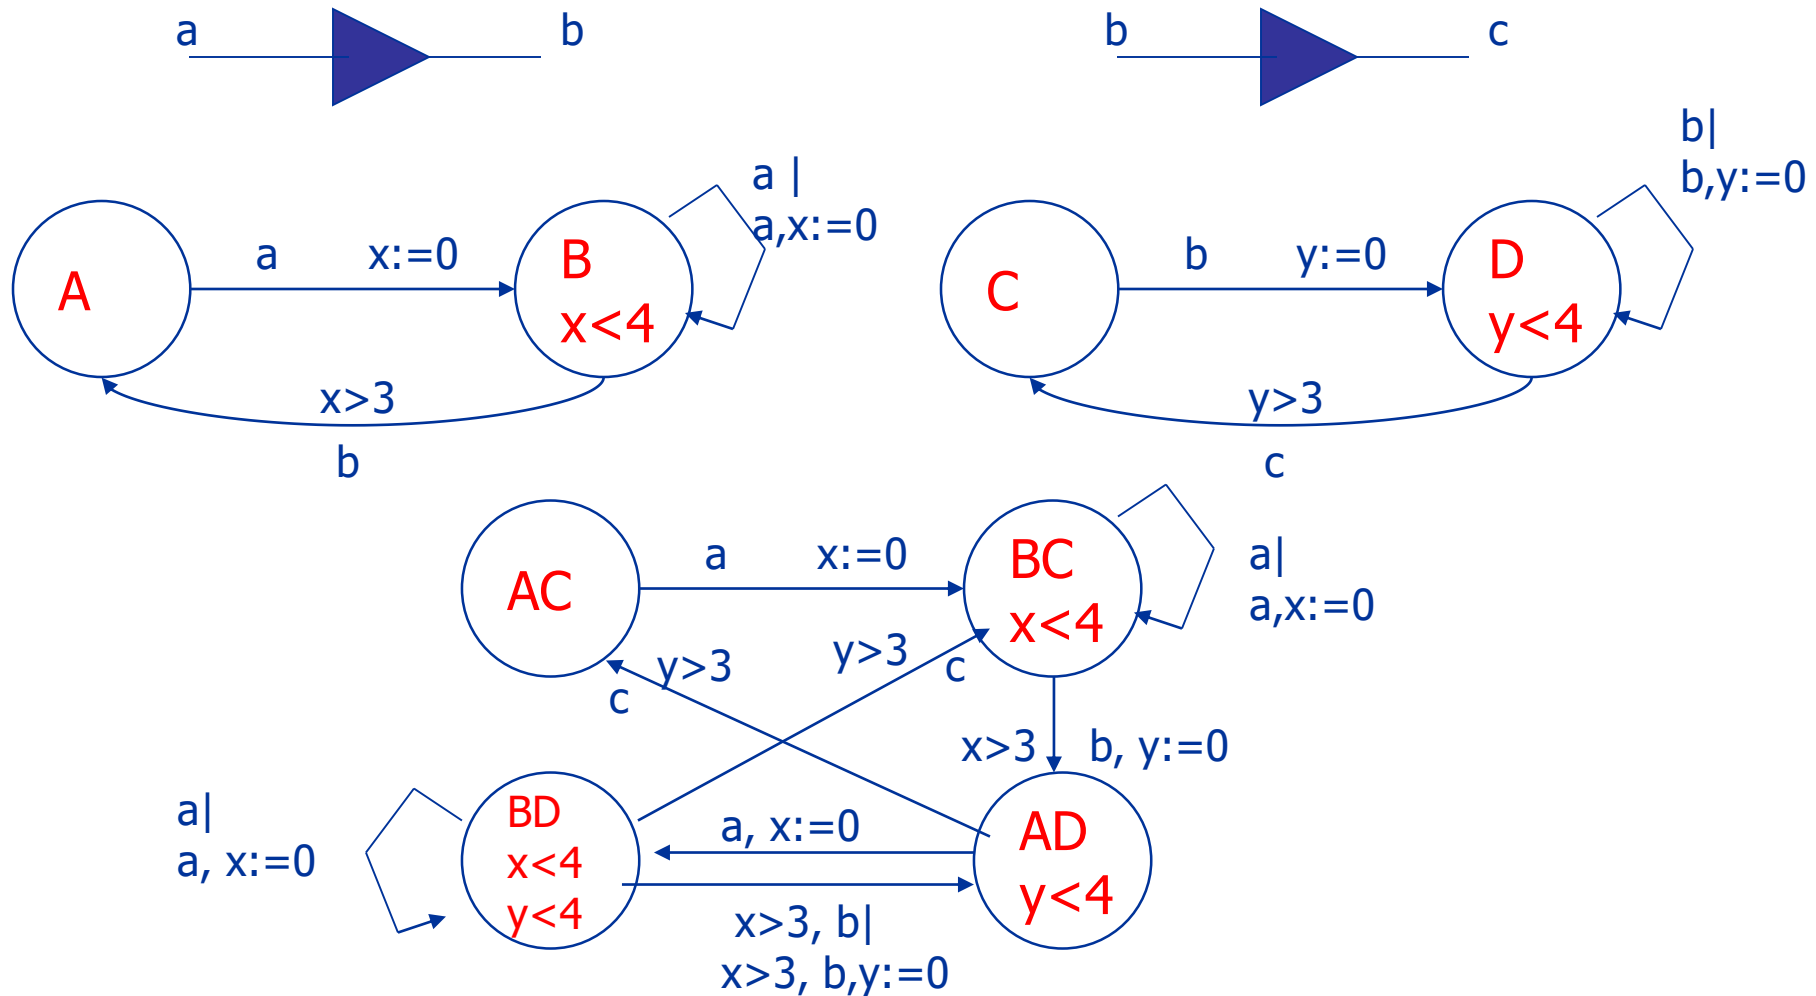 a
b
b
c
a |
a,x:=0
b|
b,y:=0
A
a
x:=0
B
x<4
C
b
y:=0
D
y<4
x>3
b
y>3
c
AC
a
x:=0
BC
x<4
a|
a,x:=0
y>3
c
y>3
c
x>3
b, y:=0
a|
a, x:=0
BD
x<4
y<4
a, x:=0
AD
y<4
x>3, b|
x>3, b,y:=0